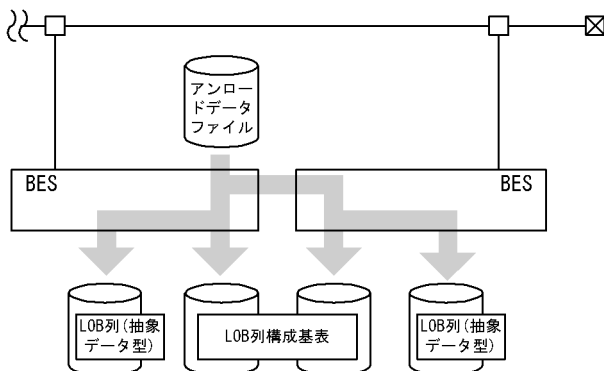 アンロー
ドデータ
ファイル
BES
BES
LOB列(抽象
データ型)
LOB列構成基表
LOB列(抽象
データ型)